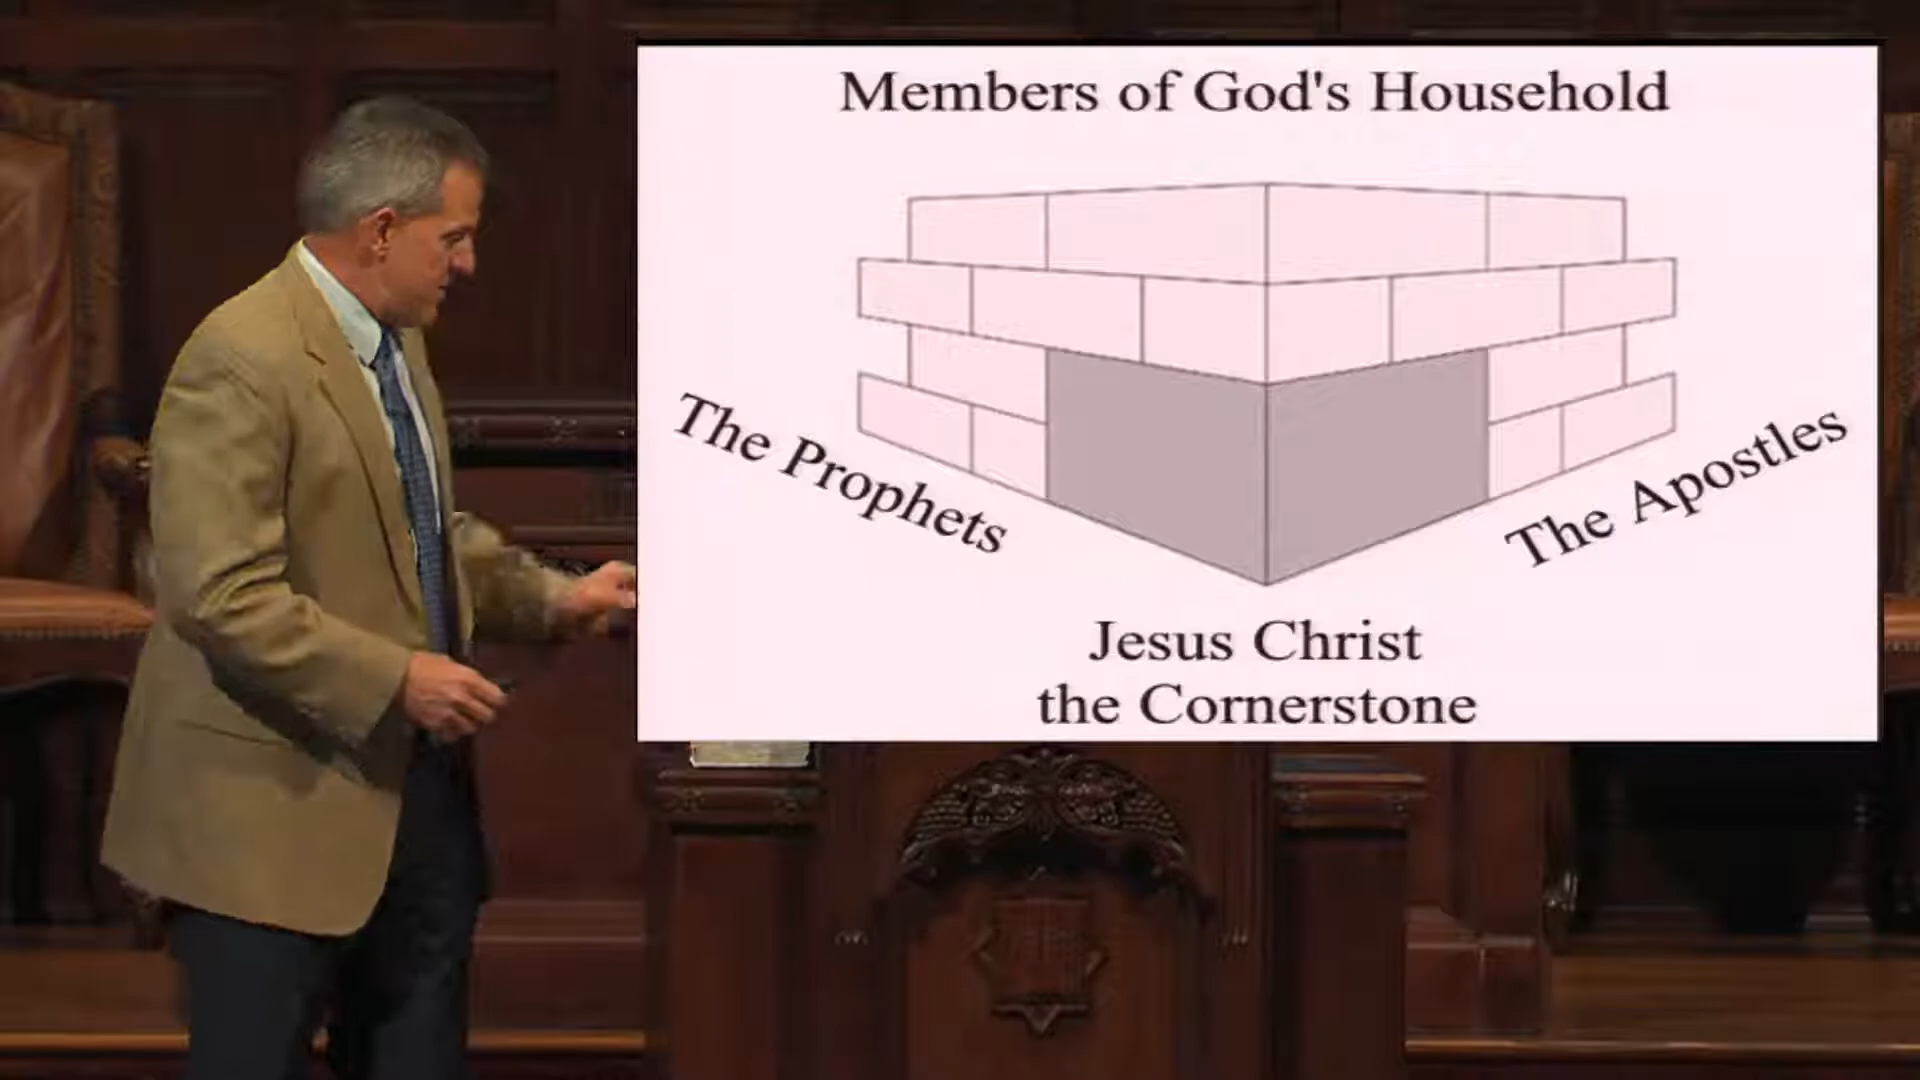 Members of God's Household
The Prophets
The Apostles
Jesus Christ
the Cornerstone